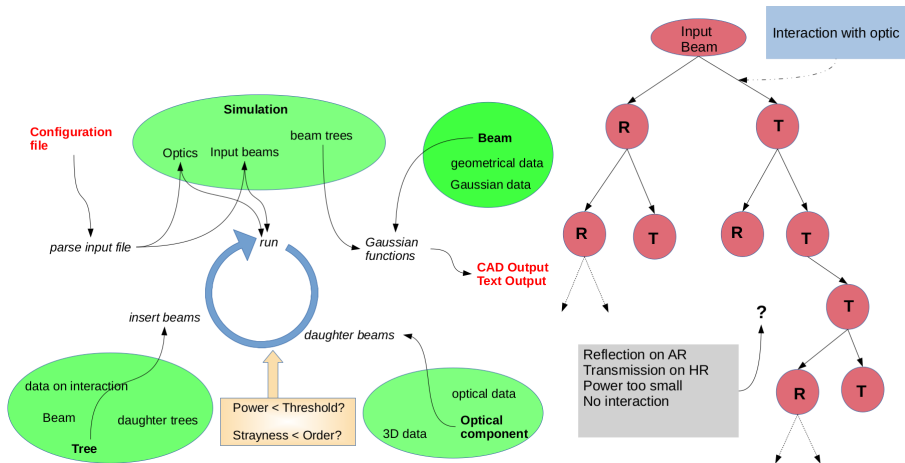 Simulation
Configuration
file
Optics
Input beams
beam trees
Beam
geometrical data
Gaussian data
parse input file
run
Gaussian
functions
CAD Output
Text Output
insert beams
daughter beams
data on interaction
Beam
daughter trees
Tree
Power < Threshold?
Strayness < Order?
optical data
3D data
Optical
component
Input
Beam
Interaction with optic
R
T
R
T
R
T
T
?
R
T
Reflection on AR
Transmission on HR
Power too small
No interaction